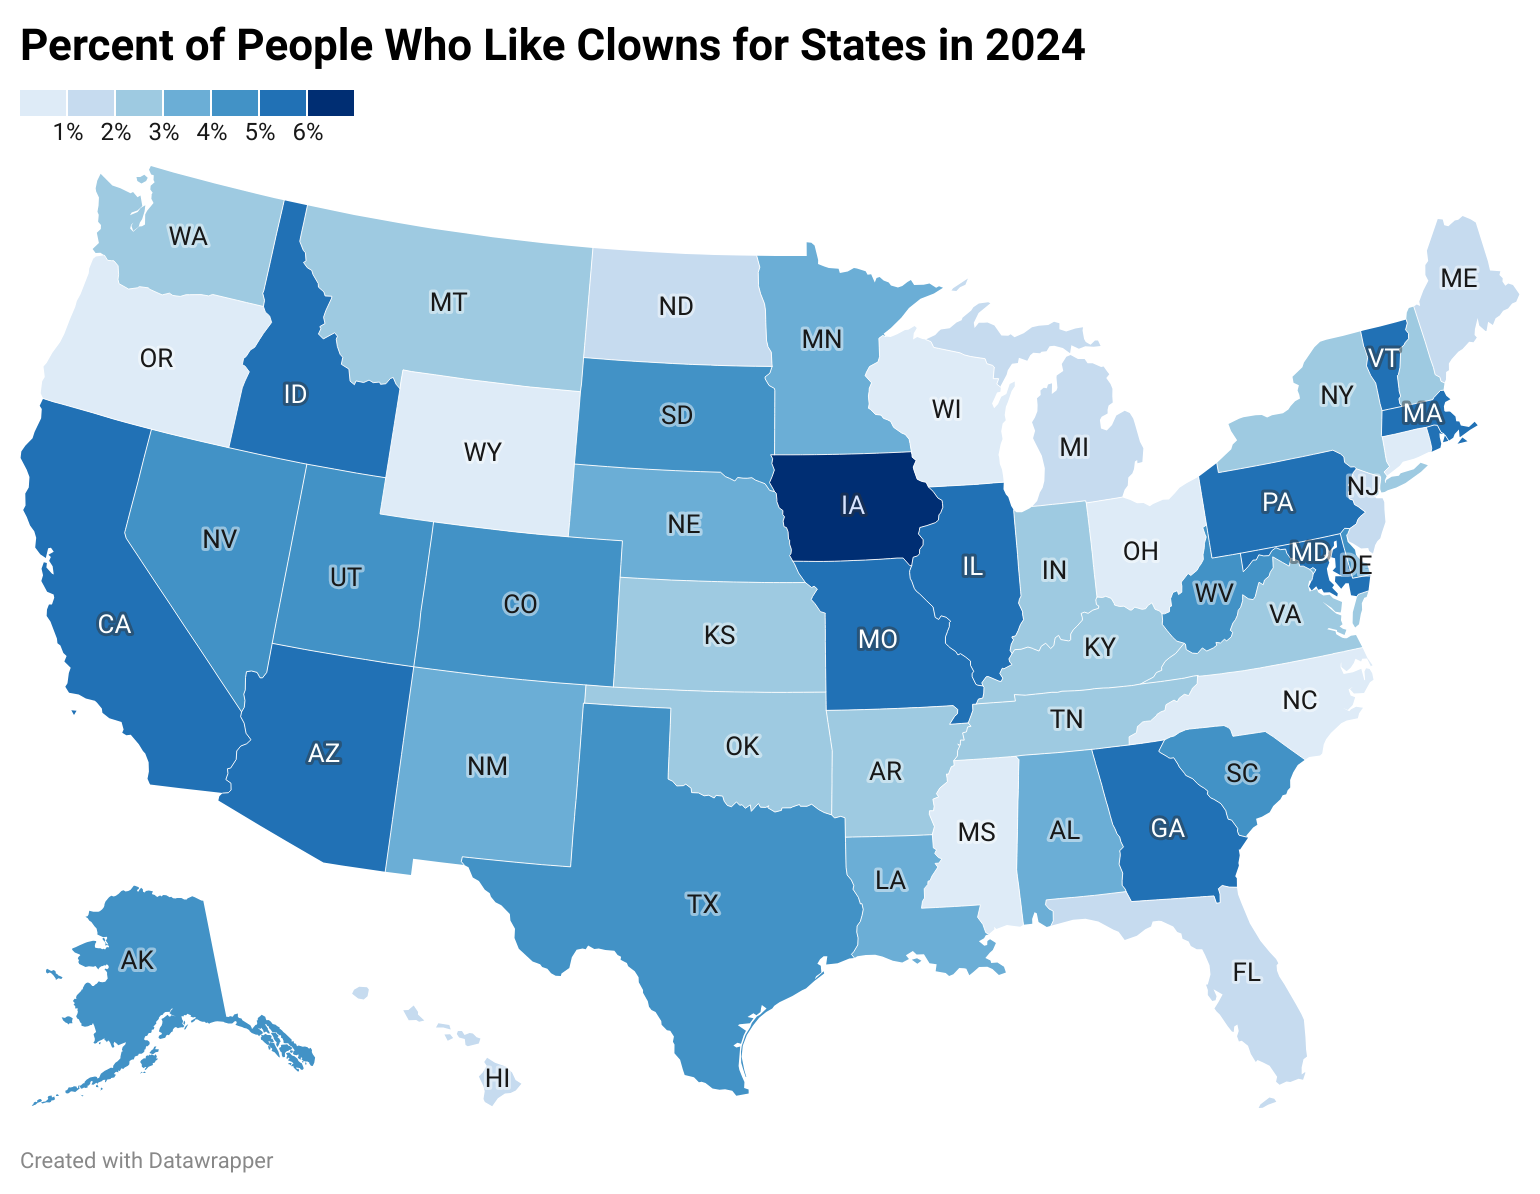 Percent of People Who Like Clowns for States in 2024
1% 2% 3% 4% 5% 6%
WA
ME
MT
ND
MN
OR
VT
ID
NY
WI
MA
SD
MI
WY
NJ
PA
IA
NE
NV
MD
OH
DE
IL
IN
UT
WV
CO
VA
CA
KS
MO
KY
NC
TN
OK
AZ
NM
AR
SC
GA
AL
MS
LA
TX
AK
FL
HI
Created with Datawrapper